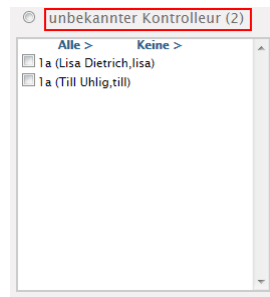 unbekannter Kontrolleur (2)
Alle > Keine >
1a (Lisa Dietrich,lisa)
1a (Till Uhlig,till)